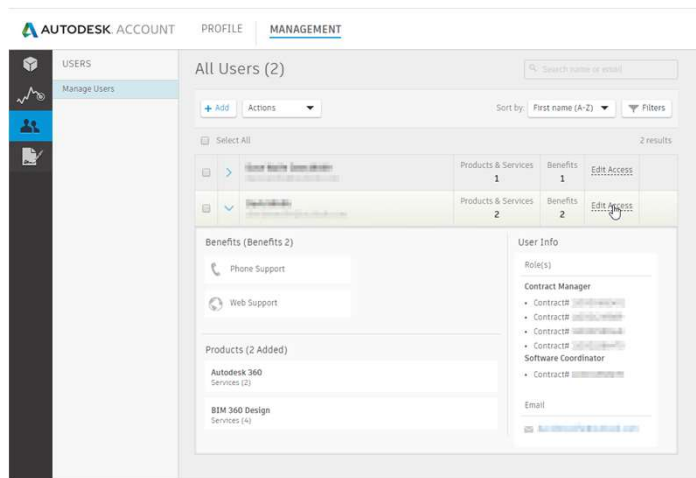 AUTODESK. ACCOUNT
PROFILE
MANAGEMENT
USERS
Manage Users
All Users (2)
Search name or email
+ Add
Actions
Sort by:
First name (A-Z)
Filters
Select All
2 results
Products & Services
1
Benefits
1
Edit Access
Products & Services
2
Benefits
2
Edit Access
Benefits (Benefits 2)
Phone Support
Web Support
Products (2 Added)
Autodesk 360
Services (2)
BIM 360 Design
Services (4)
User Info
Role(s)
Contract Manager
• Contract#
• Contract#
• Contract#
• Contract#
Software Coordinator
• Contract#
Email